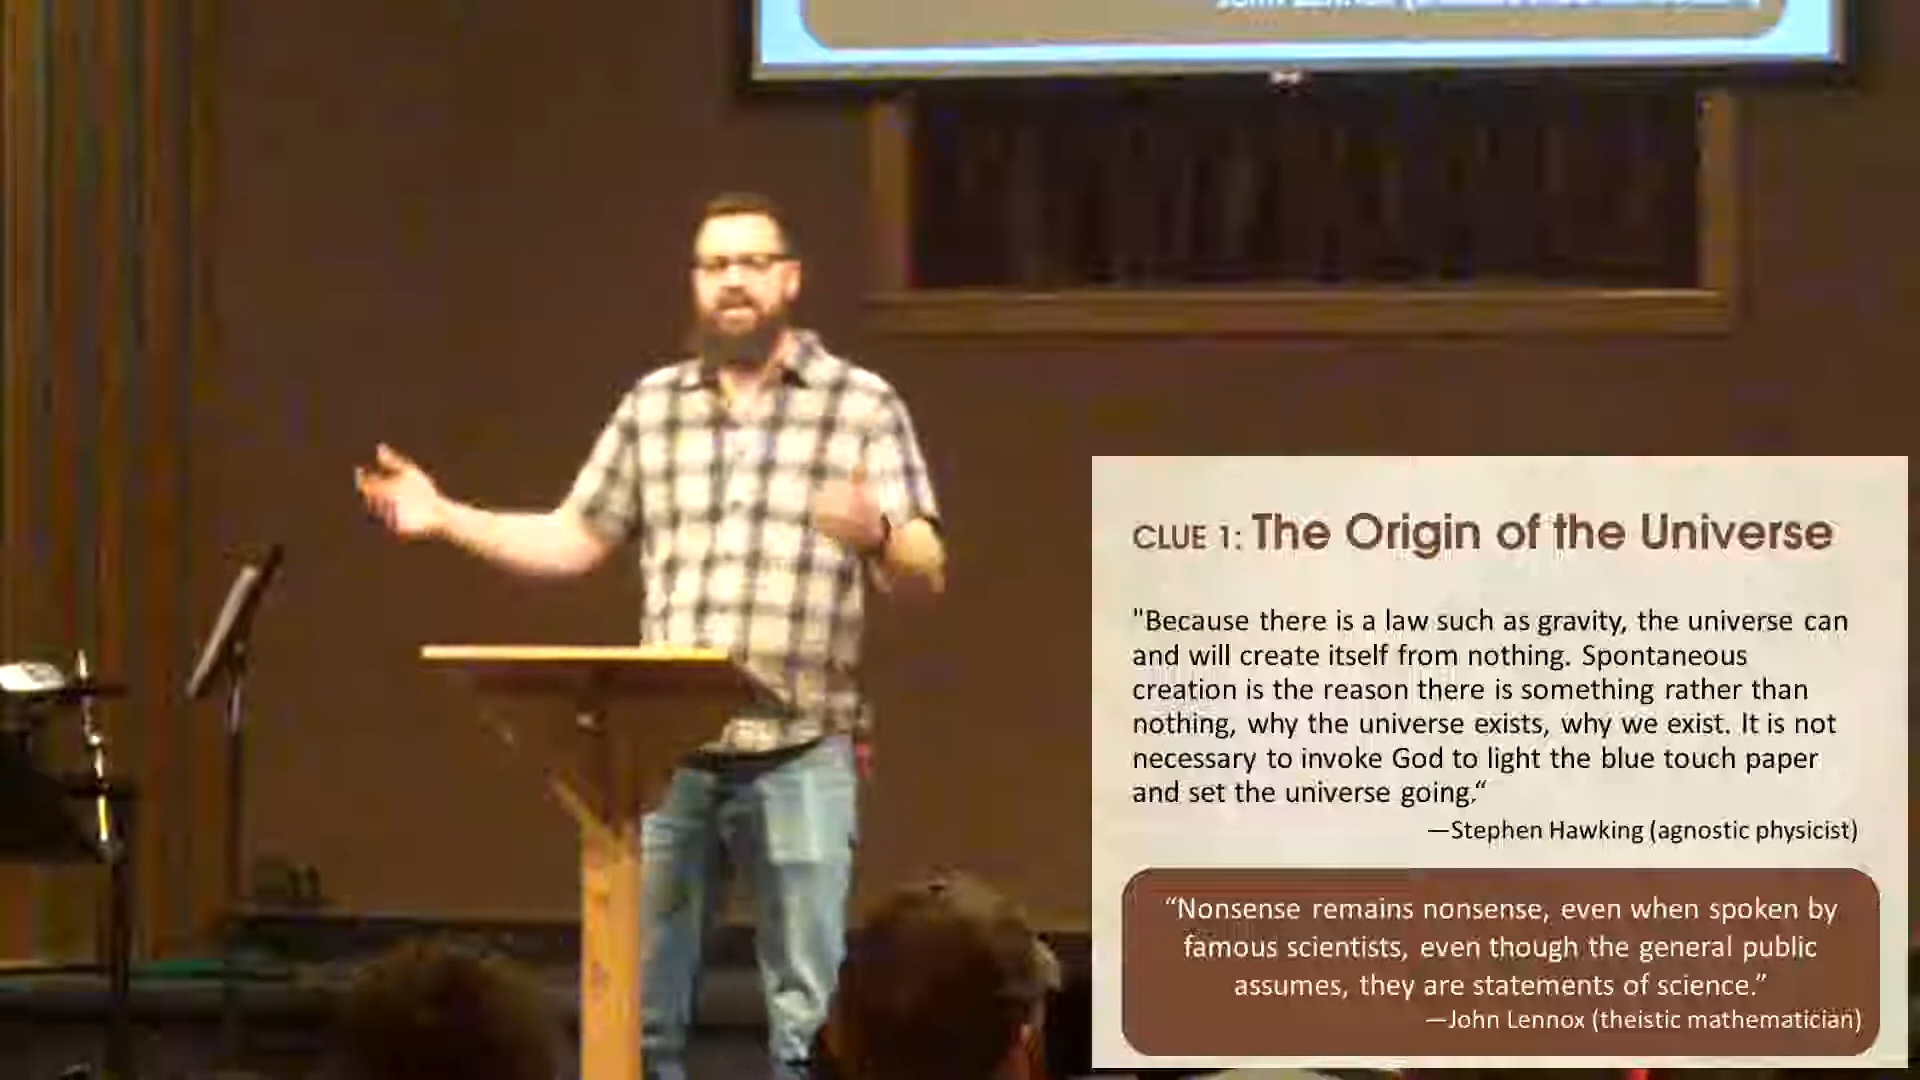 CLUE 1: The Origin of the Universe
"Because there is a law such as gravity, the universe can
and will create itself from nothing. Spontaneous
creation is the reason there is something rather than
nothing, why the universe exists, why we exist. It is not
necessary to invoke God to light the blue touch paper
and set the universe going.“
—Stephen Hawking (agnostic physicist)
“Nonsense remains nonsense, even when spoken by
famous scientists, even though the general public
assumes, they are statements of science.”
—John Lennox (theistic mathematician)